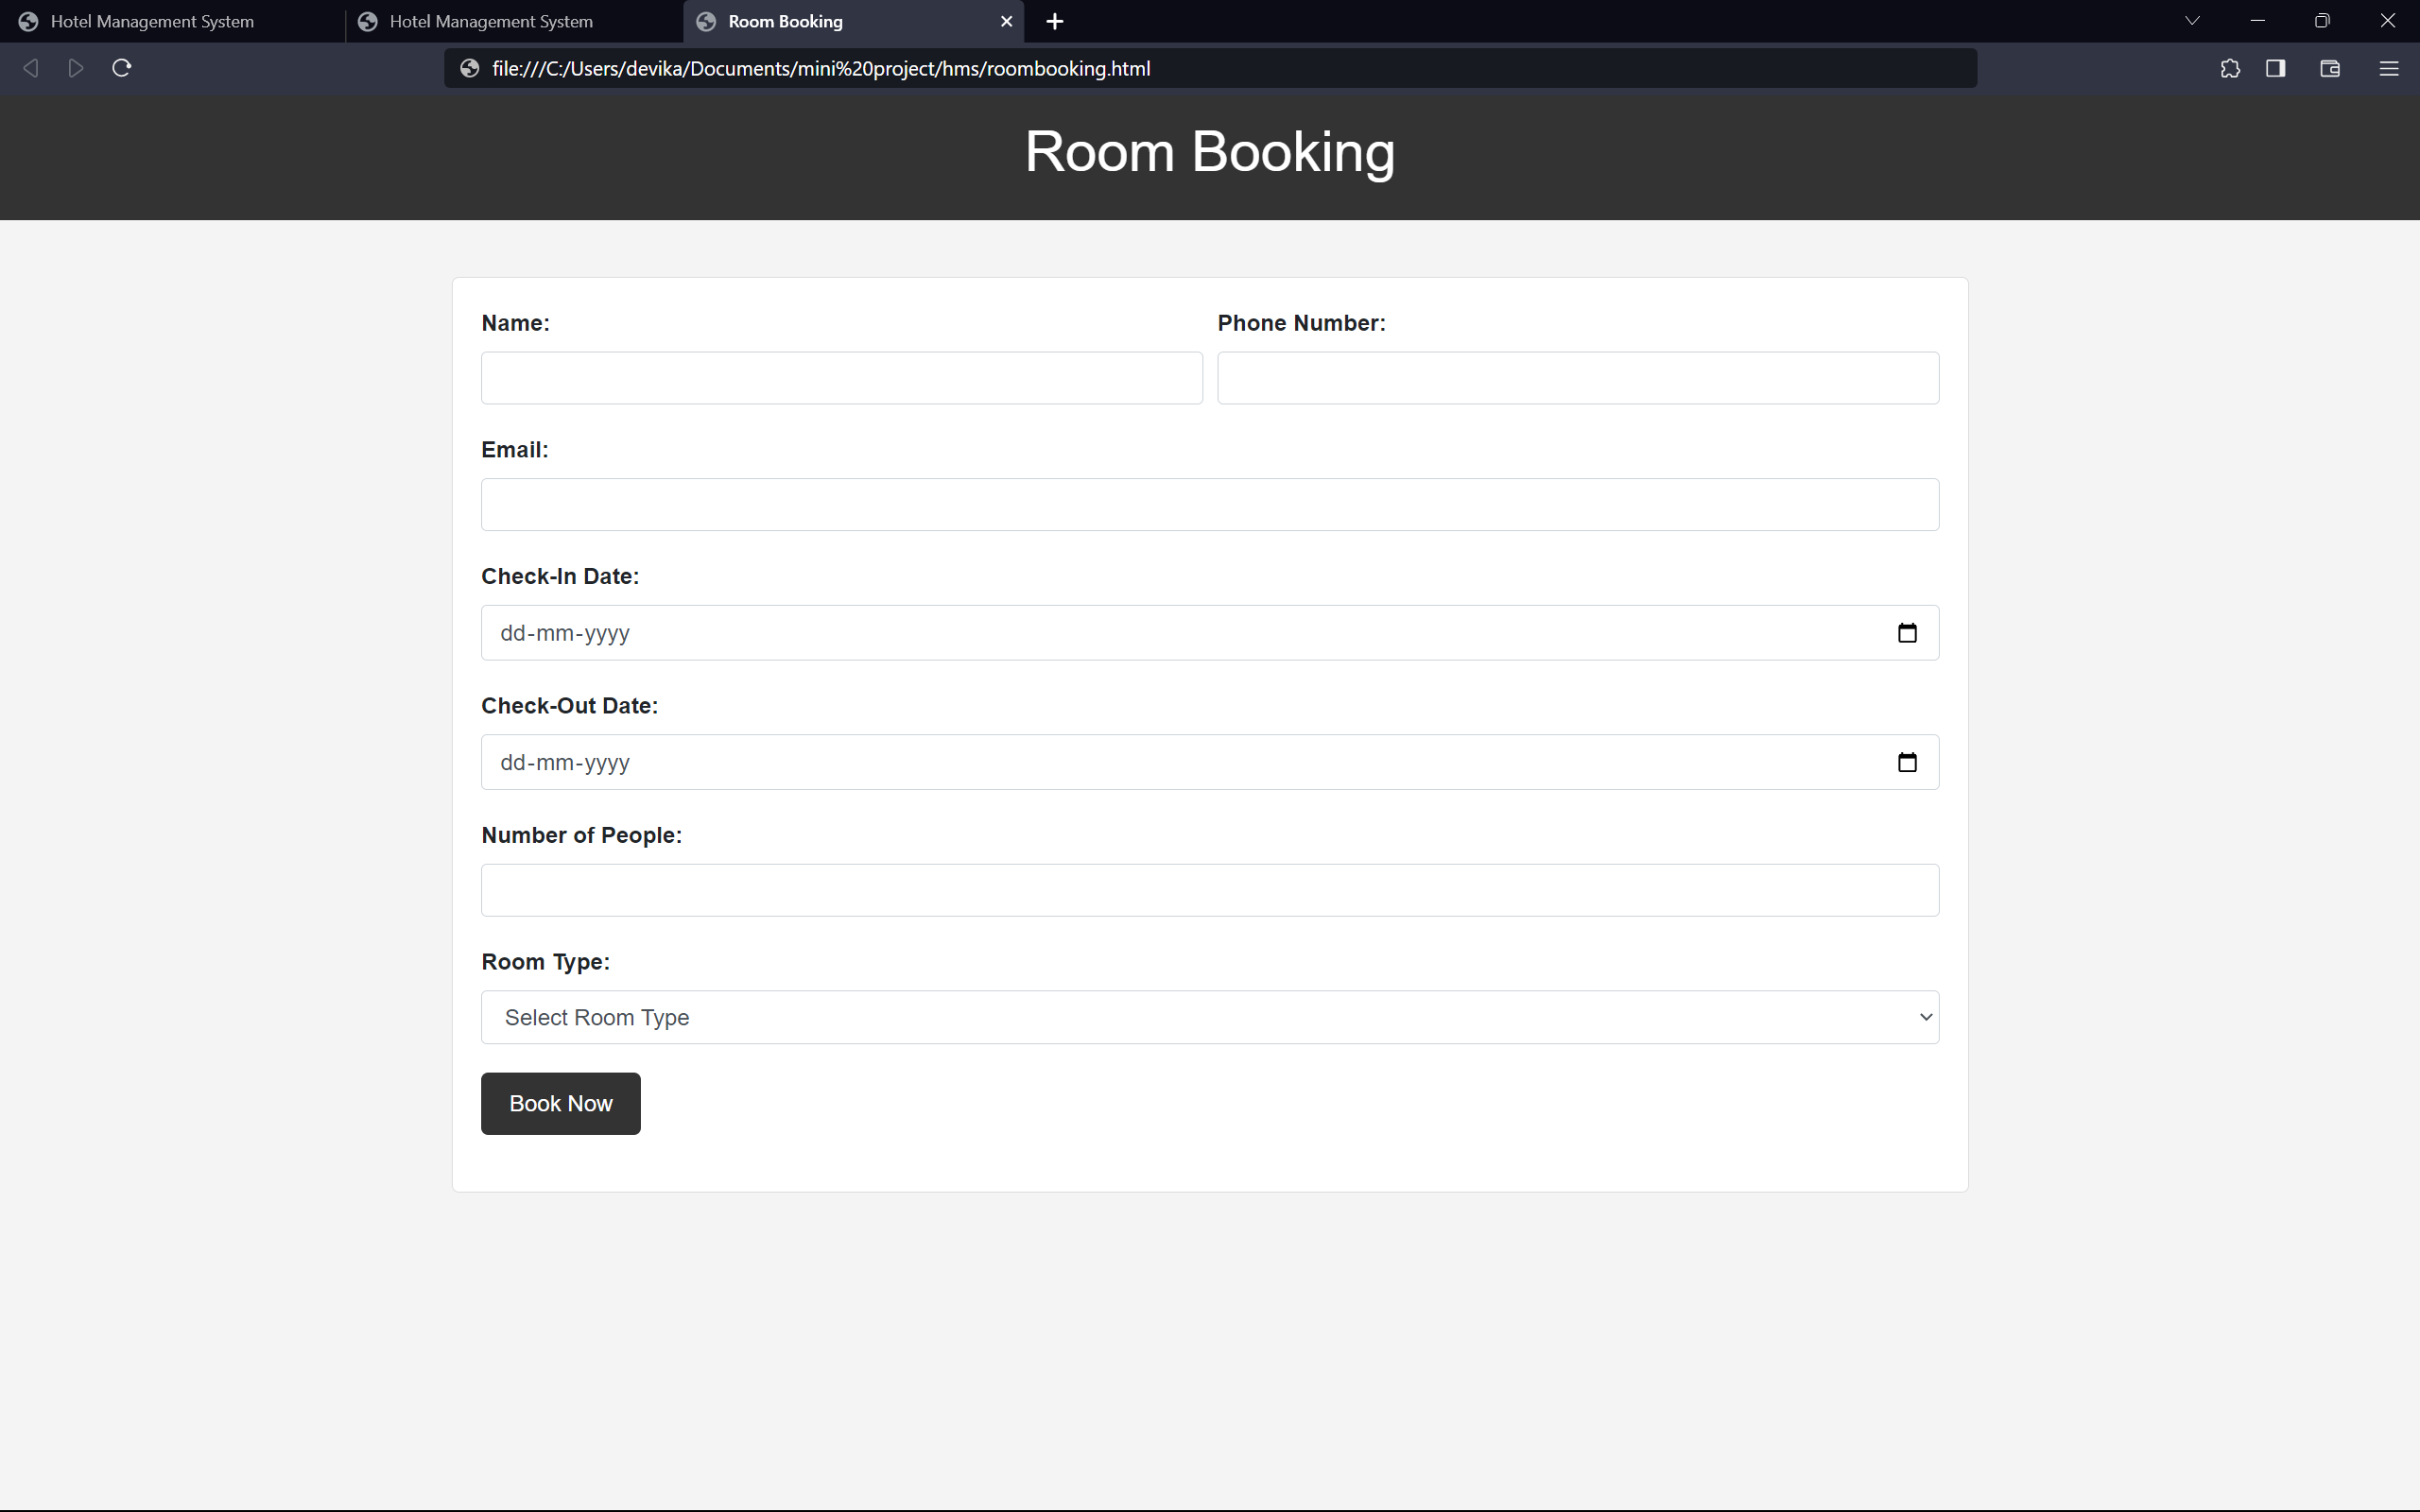 Hotel Management System
Hotel Management System
Room Booking
file:///C:/Users/devika/Documents/mini%20project/hms/roombooking.html
Room Booking
Name:
Phone Number:
Email:
Check-In Date:
dd-mm-yyyy
Check-Out Date:
dd-mm-yyyy
Number of People:
Room Type:
Select Room Type
Book Now